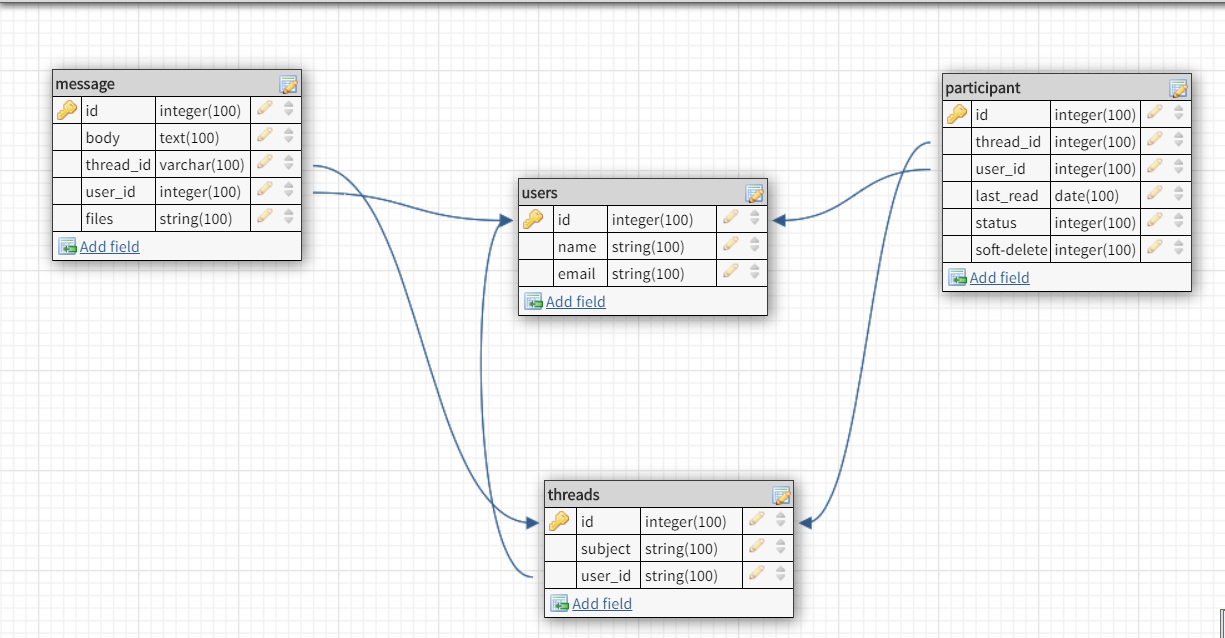 message
id integer(100)
body text(100)
thread_id varchar(100)
user_id integer(100)
files string(100)
Add field
users
id integer(100)
name string(100)
email string(100)
Add field
participant
id integer(100)
thread_id integer(100)
user_id integer(100)
last_read date(100)
status integer(100)
soft-delete integer(100)
Add field
threads
id integer(100)
subject string(100)
user_id string(100)
Add field